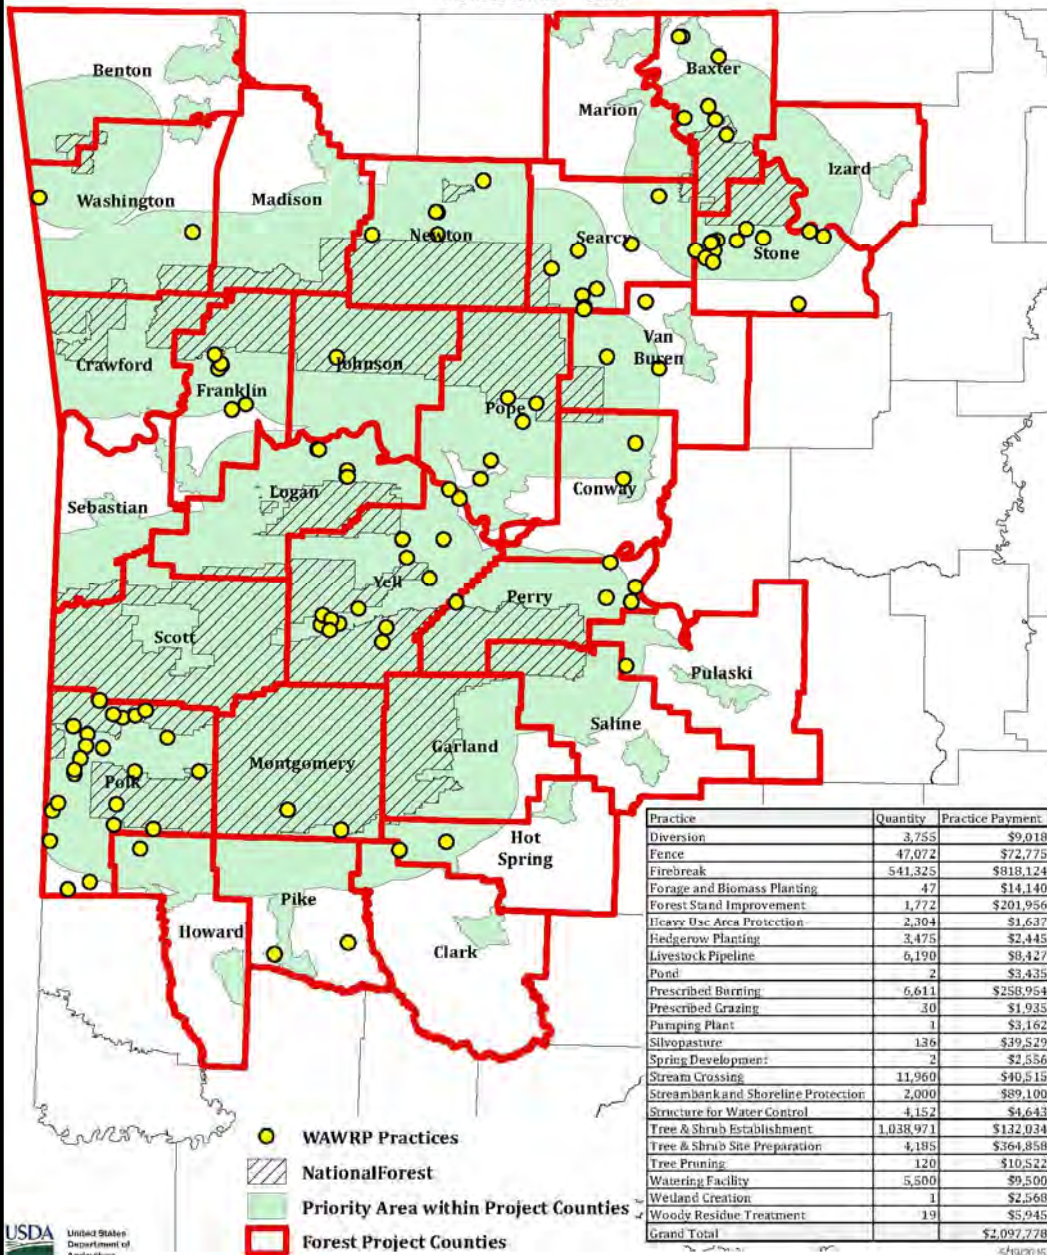 Benton
Baxter
Marion
Izard
Washington
Madison
Newton
Searcy
Stone
Van
Buren
Crawford
Johnson
Franklin
Pope
Conway
Logan
Sebastian
Yell
Perry
Scott
Pulaski
Saline
Garland
Montgomery
Polk
Hot
Spring
Pike
Howard
Clark
Practice Quantity Practice Payment
Diversion 3,755 $9,018
Fence 47,072 $72,775
Firebreak 541,325 $818,124
Forage and Biomass Planting 47 $14,140
Forest Stand Improvement 1,772 $201,956
Heavy Use Area Protection 2,304 $1,637
Hedgerow Planting 3,475 $2,445
Livestock Pipeline 6,190 $8,427
Pond 2 $3,435
Prescribed Burning 6,611 $258,954
Prescribed Grazing 30 $1,935
Pumping Plant 1 $3,162
Silvopasture 136 $39,529
Spring Development 2 $2,556
Stream Crossing 11,960 $40,515
Streambank and Shoreline Protection 2,000 $89,100
Structure for Water Control 4,152 $4,643
Tree & Shrub Establishment 1,038,971 $132,034
Tree & Shrub Site Preparation 4,185 $364,858
Tree Pruning 120 $10,522
Watering Facility 5,500 $9,500
Wetland Creation 1 $2,568
Woody Residue Treatment 19 $5,945
Grand Total $2,097,778
WAWRP Practices
NationalForest
Priority Area within Project Counties
Forest Project Counties
USDA
United States
Department of